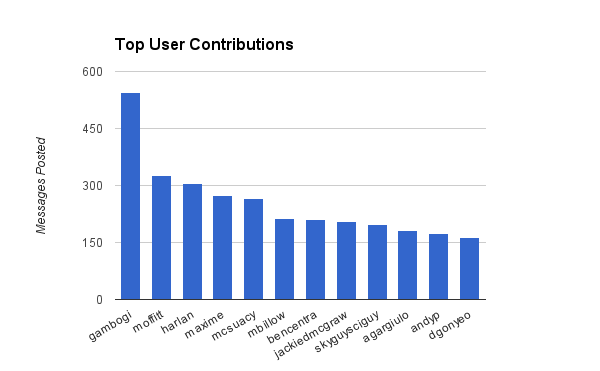 Top User Contributions
600
450
300
150
0
Messages Posted
gambogi
moffitt
harlan
maxime
mcsuacy
mbillow
bencentra
jackiedmcgraw
skyguysciguy
agargiulo
andyp
dgonyeo